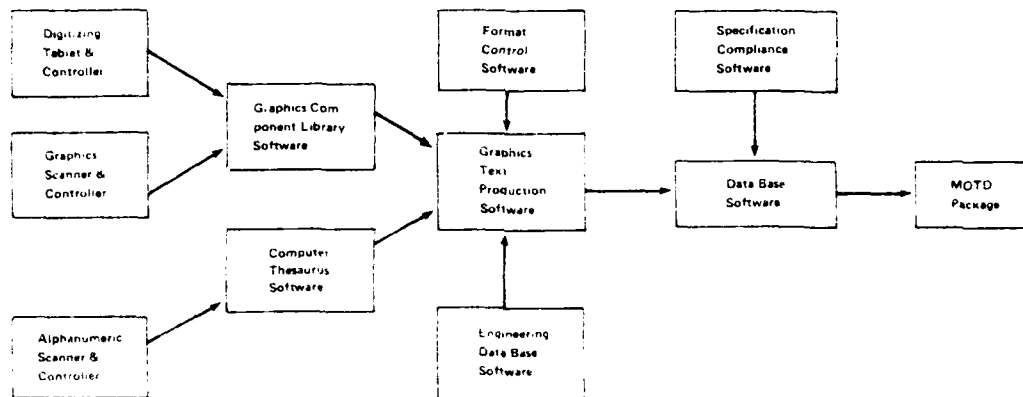 Digitizing
Tablet &
Controller
Format
Control
Software
Specification
Compliance
Software
Graphics Com
ponent Library
Software
Graphics
Scanner &
Controller
Graphics
Text
Production
Software
Data Base
Software
MOTD
Package
Computer
Thesaurus
Software
Alphanumeric
Scanner &
Controller
Engineering
Data Base
Software